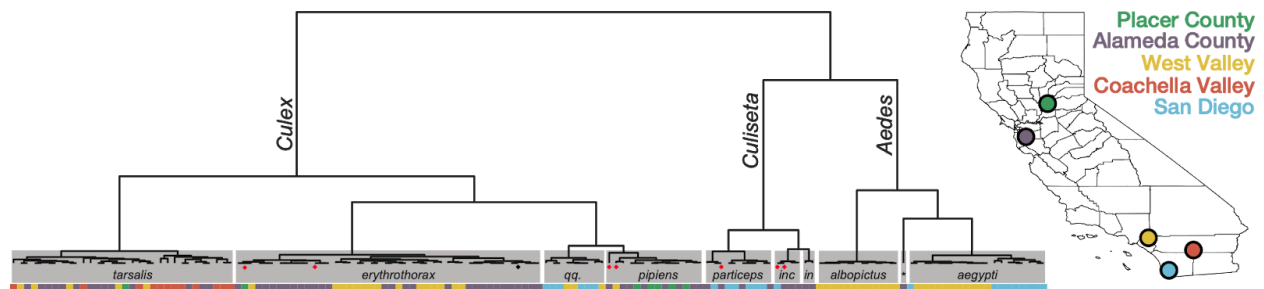 Culex
Culiseta
Aedes
tarsalis
erythrothorax
qq.
pipiens
particeps
inc
in
albopictus
*
aegypti
Placer County
Alameda County
West Valley
Coachella Valley
San Diego